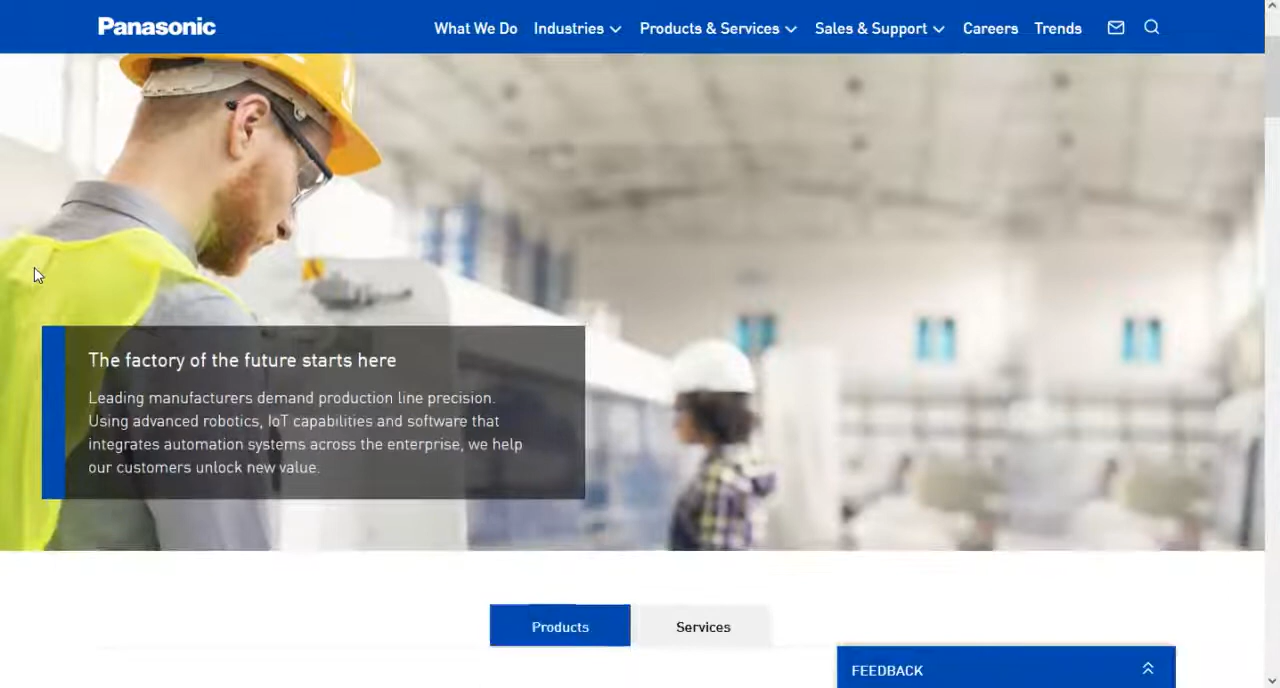 Panasonic
What We Do Industries Products & Services Sales & Support Careers Trends
The factory of the future starts here
Leading manufacturers demand production line precision.
Using advanced robotics, IoT capabilities and software that
integrates automation systems across the enterprise, we help
our customers unlock new value.
Products Services
FEEDBACK